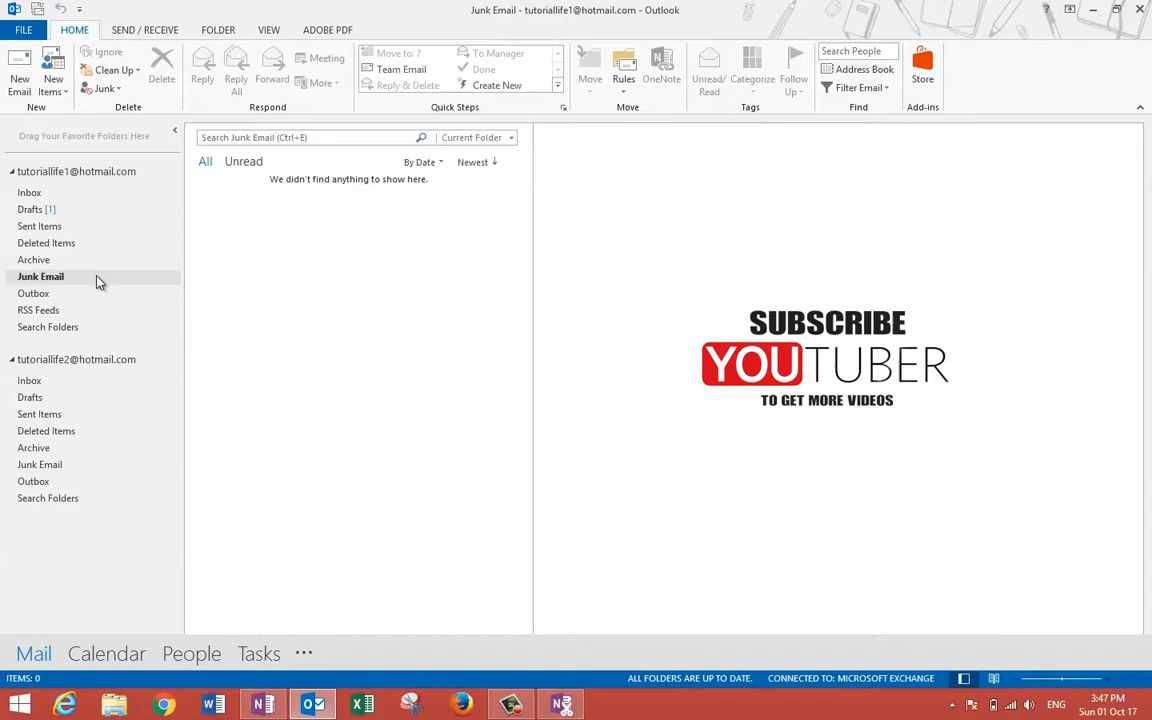 Junk Email - tutoriallife1@hotmail.com - Outlook
FILE
HOME
SEND / RECEIVE
FOLDER
VIEW
ADOBE PDF
New Email
New Items
New
Ignore
Clean Up
Junk
Delete
Delete
Reply
Reply All
Forward
Meeting
More
Respond
Move to: ?
Team Email
Reply & Delete
To Manager
Done
Create New
Quick Steps
Move
Rules
OneNote
Move
Unread/ Read
Categorize
Follow Up
Tags
Search People
Address Book
Filter Email
Find
Store
Add-ins
Drag Your Favorite Folders Here
tutoriallife1@hotmail.com
Inbox
Drafts [1]
Sent Items
Deleted Items
Archive
Junk Email
Outbox
RSS Feeds
Search Folders
tutoriallife2@hotmail.com
Inbox
Drafts
Sent Items
Deleted Items
Archive
Junk Email
Outbox
Search Folders
Search Junk Email (Ctrl+E)
Current Folder
All
Unread
By Date
Newest
We didn't find anything to show here.
SUBSCRIBE
YOUTUBER
TO GET MORE VIDEOS
Mail
Calendar
People
Tasks
ITEMS: 0
ALL FOLDERS ARE UP TO DATE.
CONNECTED TO: MICROSOFT EXCHANGE
ENG
3:47 PM
Sun 01 Oct 17